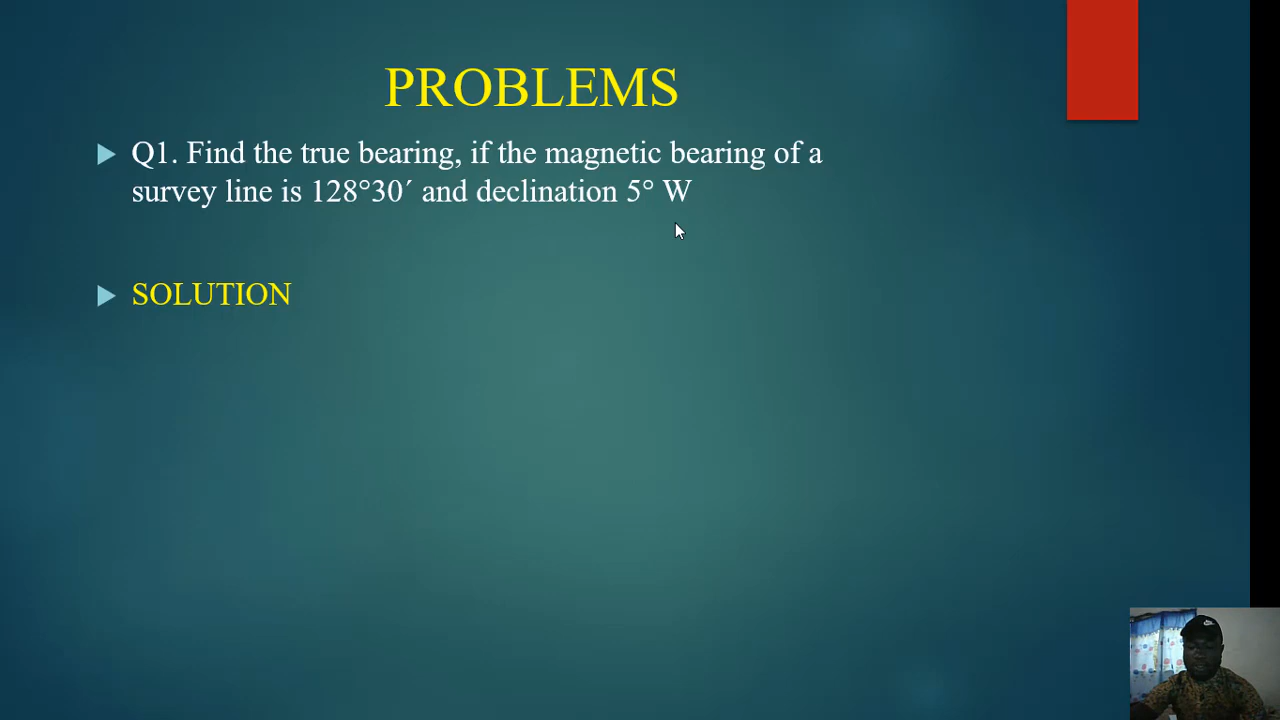 PROBLEMS
Q1. Find the true bearing, if the magnetic bearing of a
survey line is 128°30´ and declination 5° W
SOLUTION